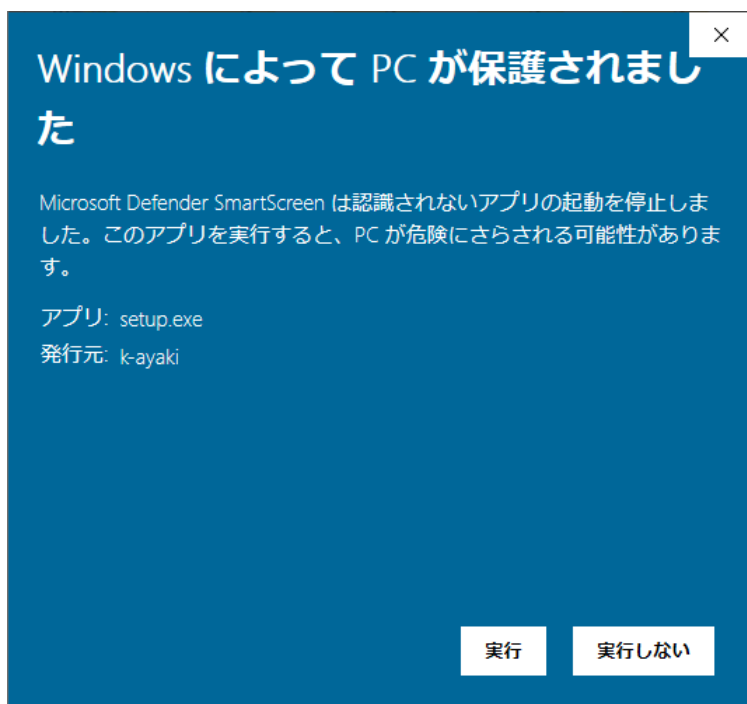 Windows によって PC が保護されまし
た
Microsoft Defender SmartScreen は認識されないアプリの起動を停止しま
した。このアプリを実行すると、PC が危険にさらされる可能性がありま
す。
アプリ: setup.exe
発行元: k-ayaki
実行 実行しない